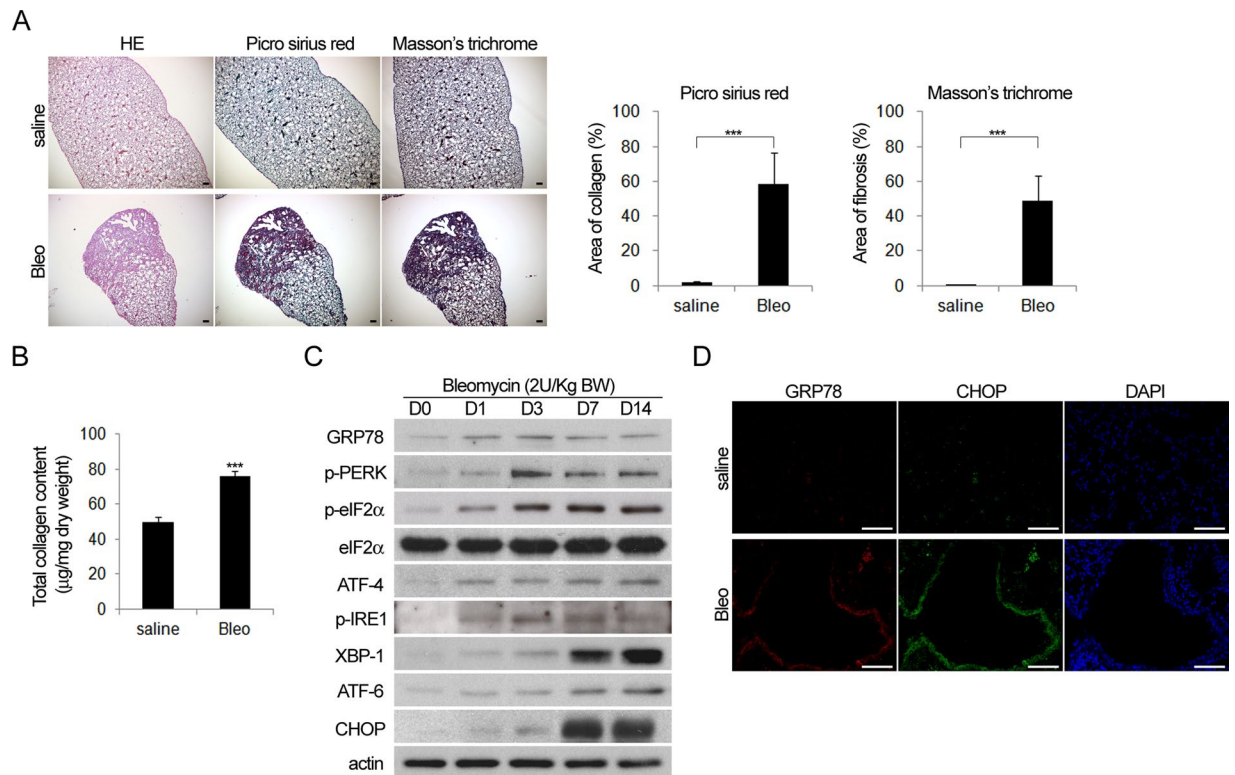 A
HE Picro sirius red Masson's trichrome
saline
Bleo
Picro sirius red
Area of collagen (%)
100
80
60
40
20
0
***
saline Bleo
Masson's trichrome
Area of fibrosis (%)
100
80
60
40
20
0
***
saline Bleo
B
Total collagen content
(µg/mg dry weight)
100
80
60
40
20
0
***
saline Bleo
C
Bleomycin (2U/Kg BW)
D0 D1 D3 D7 D14
GRP78
p-PERK
p-eIF2α
eIF2α
ATF-4
p-IRE1
XBP-1
ATF-6
CHOP
actin
D
GRP78 CHOP DAPI
saline
Bleo